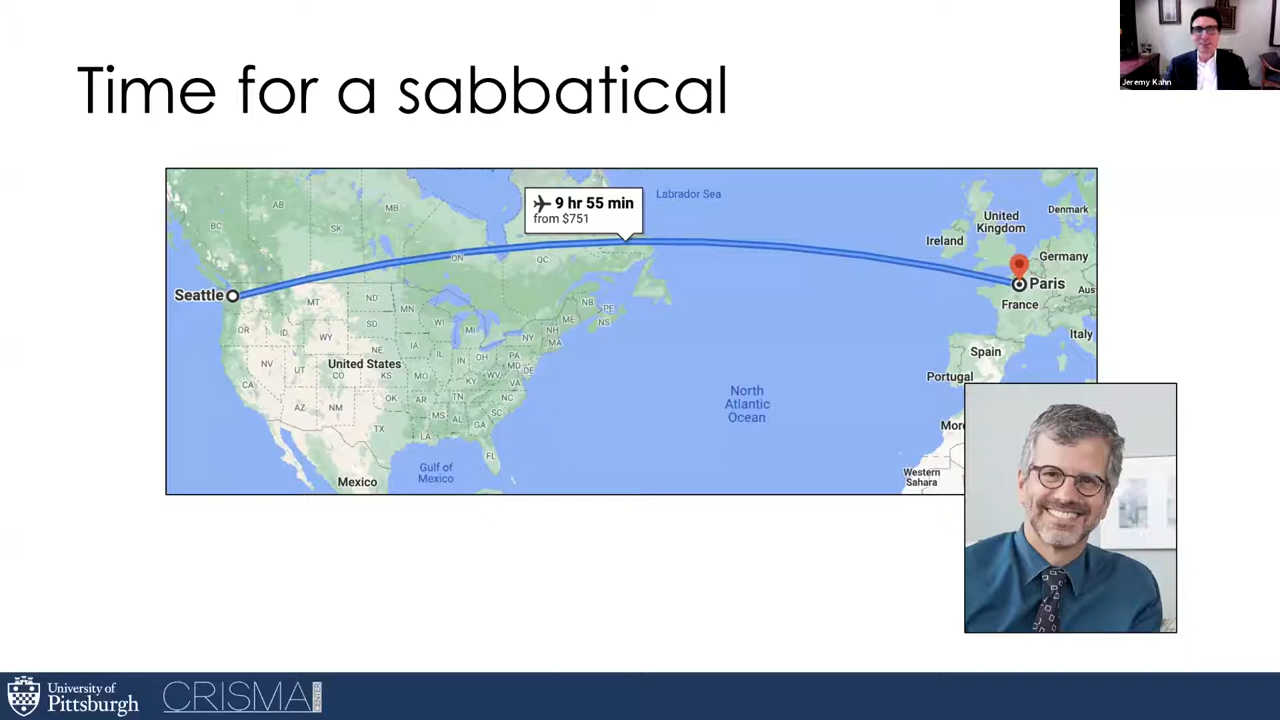 Time for a sabbatical
Jeremy Kahn
9 hr 55 min
from $751
Labrador Sea
AB
MB
BC
SK
ON
QC
United
Kingdom
Denmark
Ireland
Germany
Seattle
Paris
Aus
France
NB
PE
NS
MT
ND
MN
ME
OR
ID
SD
WI
MI
NH
NY
MA
Italy
WY
IA
NE
IL
IN
OH
PA
MD
DE
Spain
NV
UT
United States
CO
KS
MO
WV
KY
VA
Portugal
CA
OK
AR
TN
NC
North
Atlantic
Ocean
AZ
NM
MS
AL
SC
GA
TX
LA
Mor
FL
Gulf of
Mexico
Mexico
Western
Sahara
University of
Pittsburgh
CRISMA
CENTER